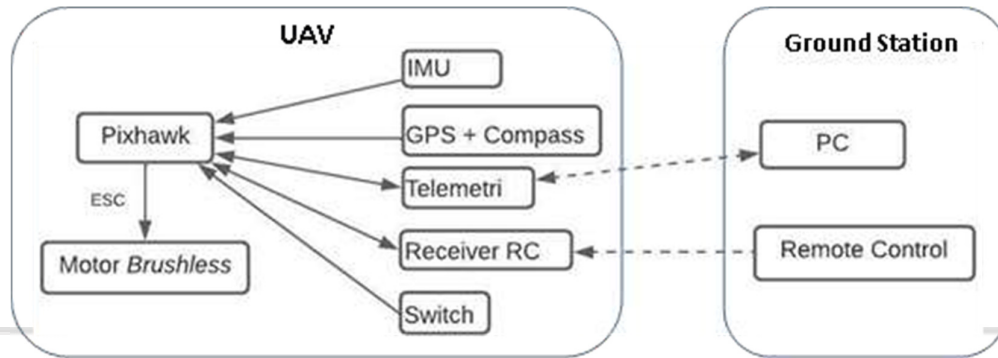 UAV
Ground Station
IMU
Pixhawk
GPS + Compass
PC
Telemetri
ESC
Receiver RC
Remote Control
Motor Brushless
Switch